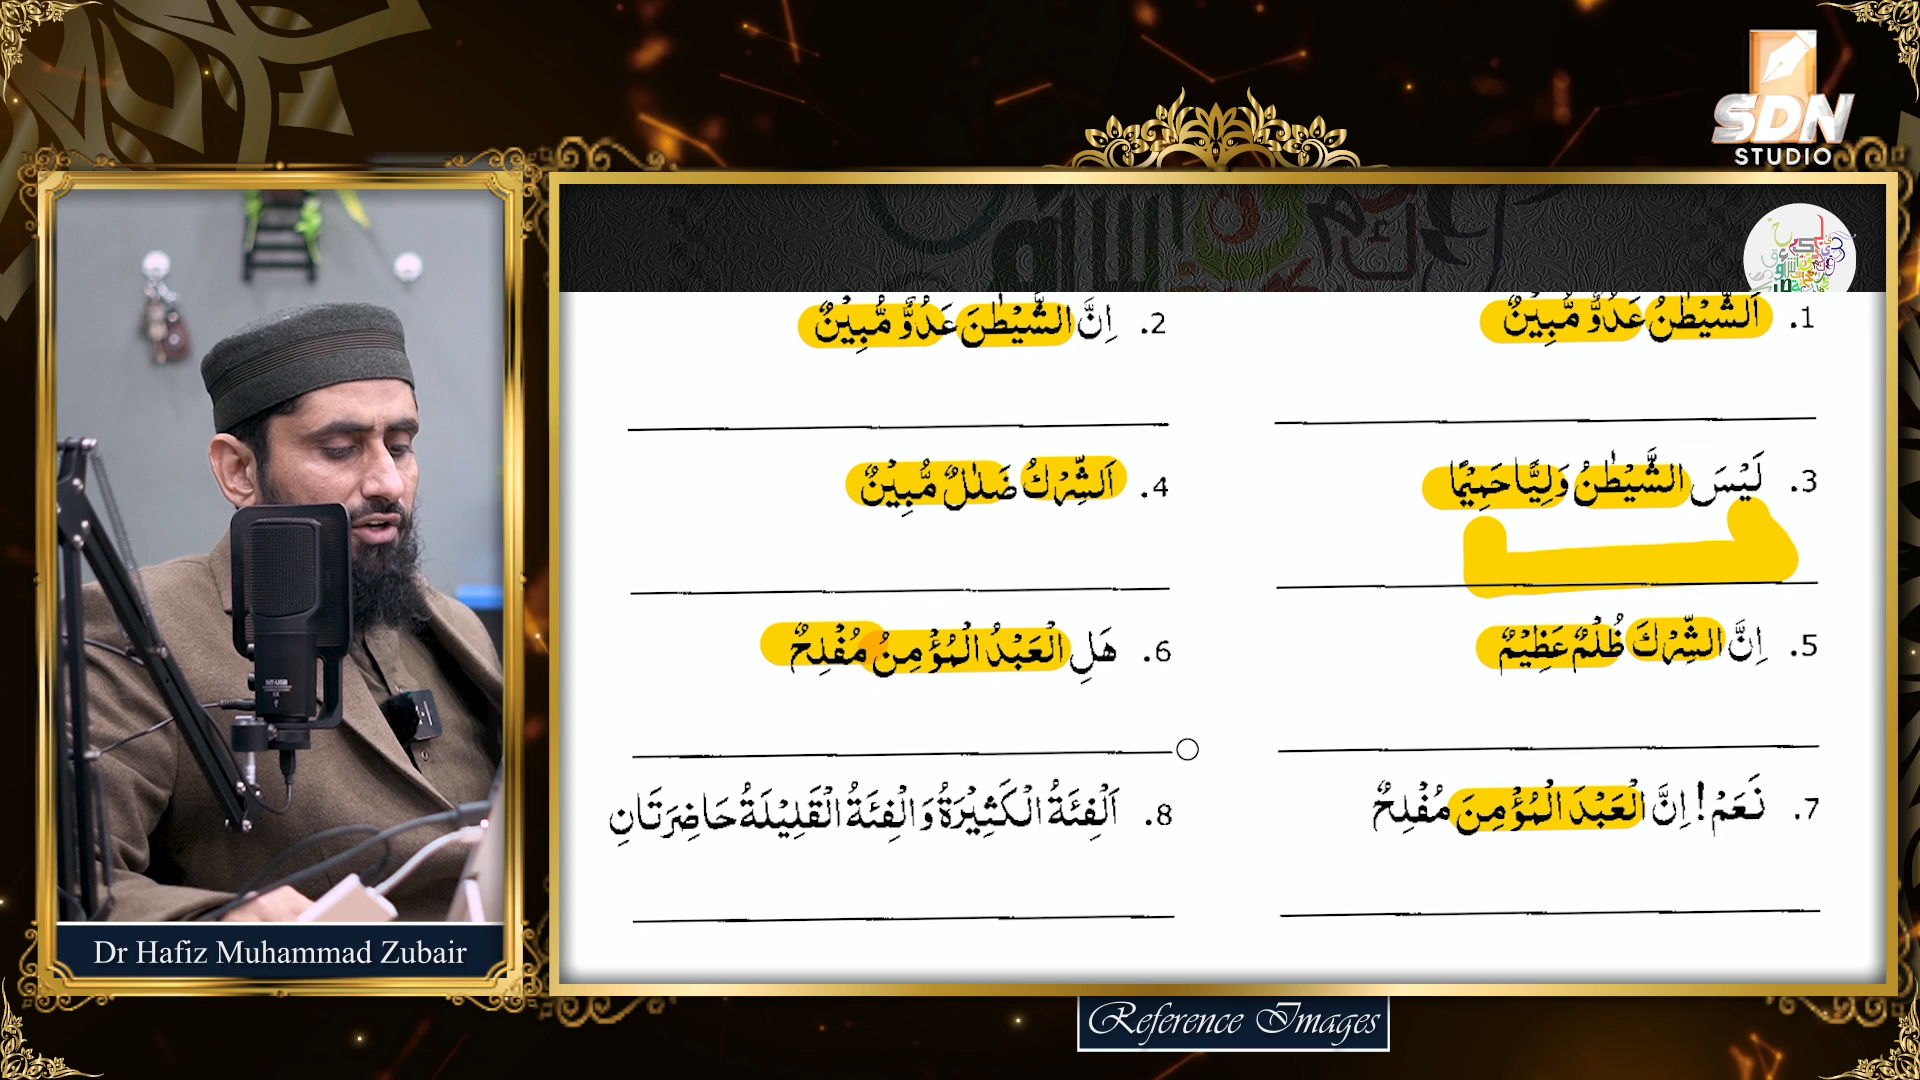 SDN
STUDIO
1. اَلشَّيْطٰنُ عَدُوٌّ مُّبِيْنٌ
2. اِنَّ الشَّيْطٰنَ عَدُوٌّ مُّبِيْنٌ
3. لَيْسَ الشَّيْطٰنُ وَلِيًّا حَمِيْمًا
4. اَلشِّرْكُ ضَلٰلٌ مُّبِيْنٌ
5. اِنَّ الشِّرْكَ ظُلْمٌ عَظِيْمٌ
6. هَلِ الْعَبْدُ الْمُؤْمِنُ مُفْلِحٌ
7. نَعَمْ! اِنَّ الْعَبْدَ الْمُؤْمِنَ مُفْلِحٌ
8. اَلْفِئَةُ الْكَثِيْرَةُ وَالْفِئَةُ الْقَلِيْلَةُ حَاضِرَتَانِ
Dr Hafiz Muhammad Zubair
Reference Images